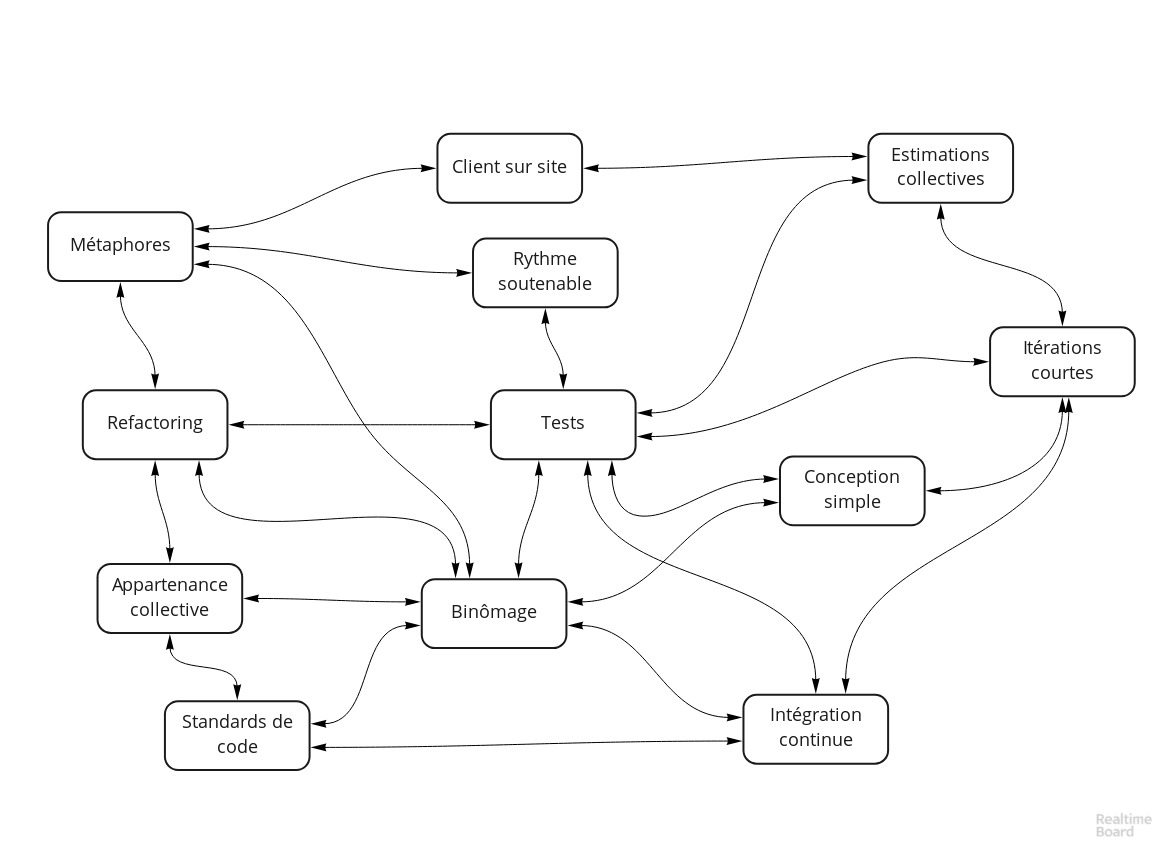 Client sur site
Estimations
collectives
Métaphores
Rythme
soutenable
Itérations
courtes
Refactoring
Tests
Conception
simple
Appartenance
collective
Binômage
Standards de
code
Intégration
continue
Realtime
Board